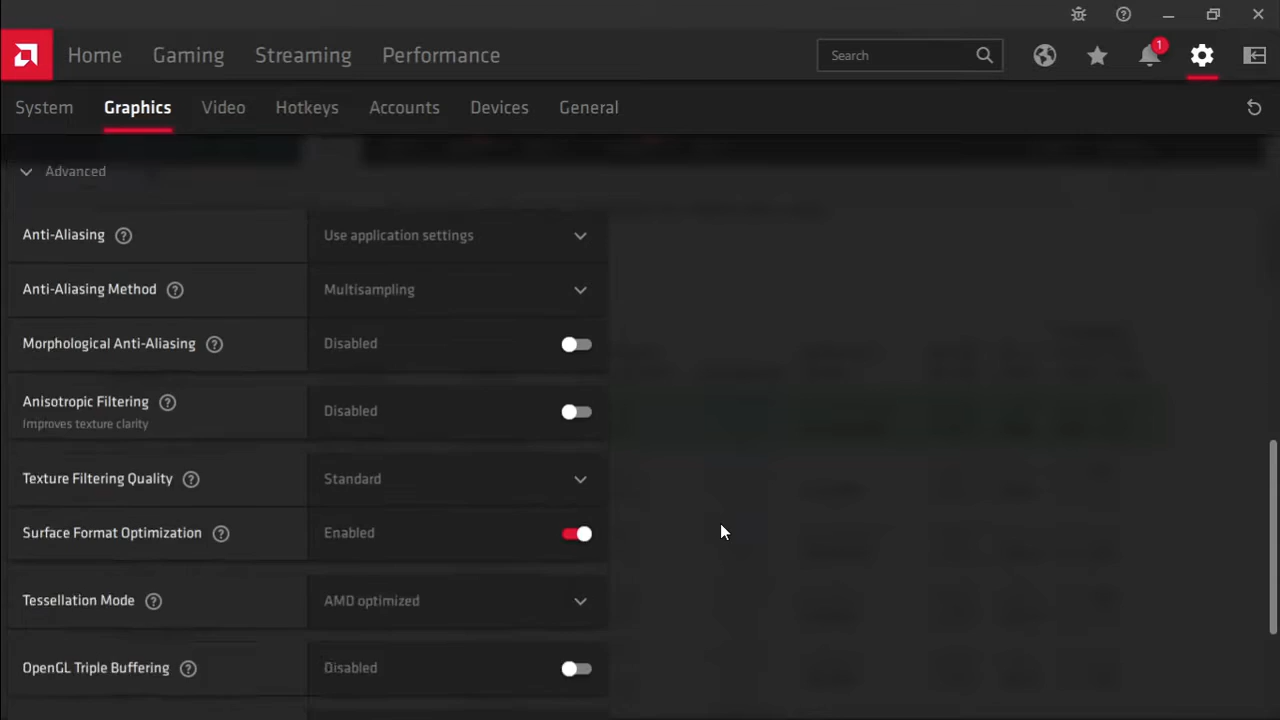 Home Gaming Streaming Performance Search 1
System Graphics Video Hotkeys Accounts Devices General
Advanced
Anti-Aliasing Use application settings
Anti-Aliasing Method Multisampling
Morphological Anti-Aliasing Disabled
Anisotropic Filtering Disabled
Improves texture clarity
Texture Filtering Quality Standard
Surface Format Optimization Enabled
Tessellation Mode AMD optimized
OpenGL Triple Buffering Disabled